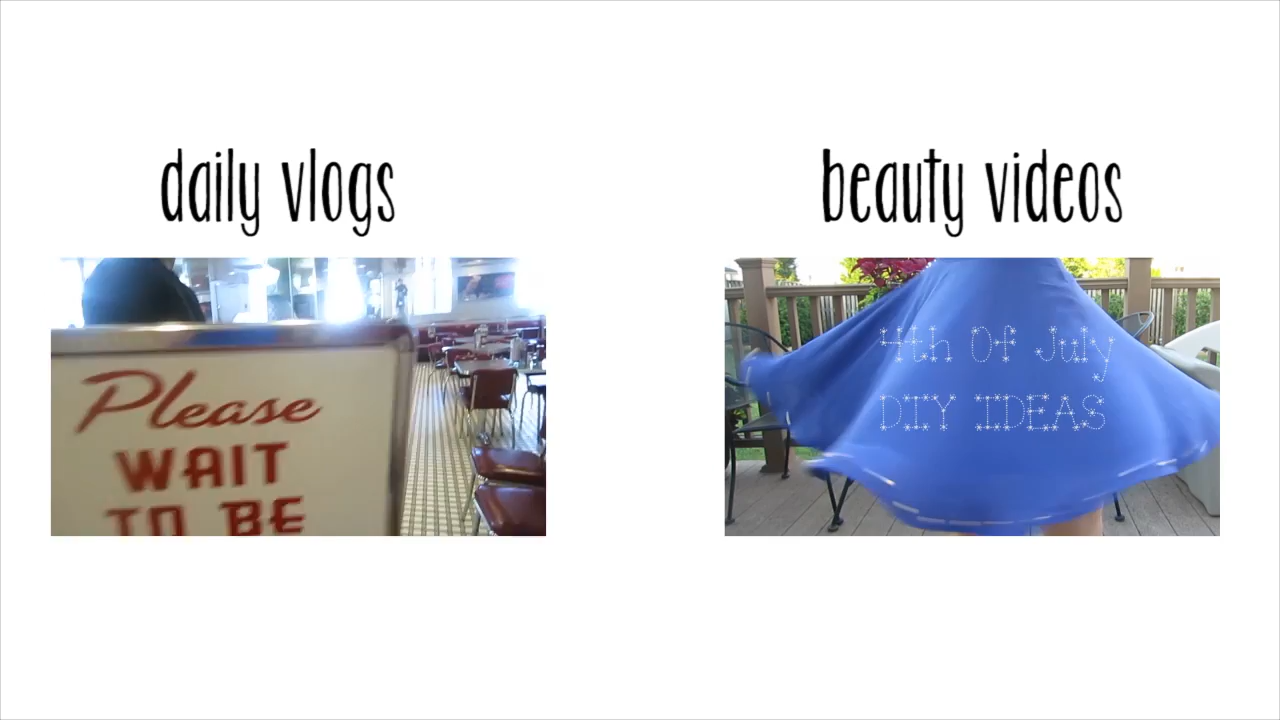 daily vlogs
beauty videos
Please
WAIT
TO BE
4th Of July
DIY IDEAS